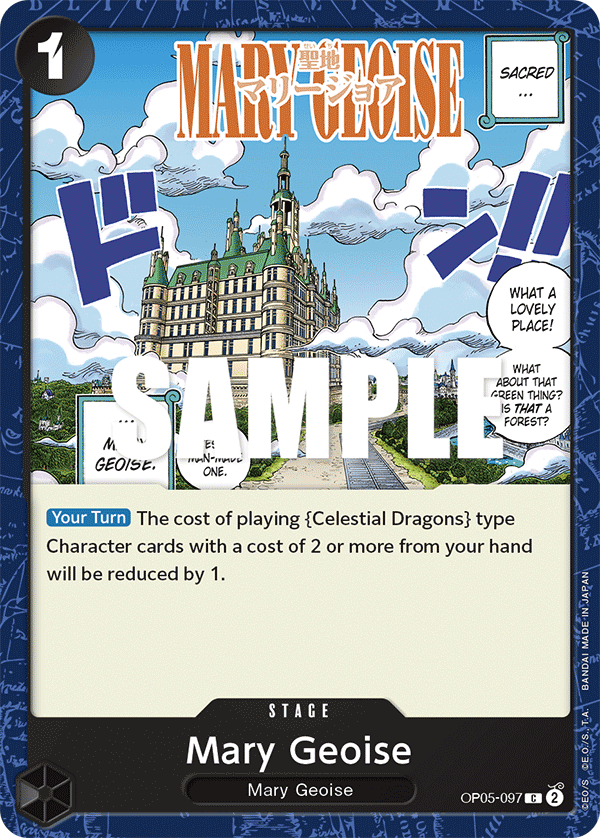 1
MARY GEOISE
聖地
せいち
マリージョア
SACRED
...
ドン!!
WHAT A
LOVELY
PLACE!
WHAT
ABOUT THAT
GREEN THING?
IS THAT A
FOREST?
SAMPLE
...
GEOISE.
MAN-MADE
ONE.
Your Turn The cost of playing {Celestial Dragons} type
Character cards with a cost of 2 or more from your hand
will be reduced by 1.
STAGE
Mary Geoise
Mary Geoise
OP05-097 C 2
©E.O/S. ©E.O./S.,T.A. BANDAI MADE IN JAPAN